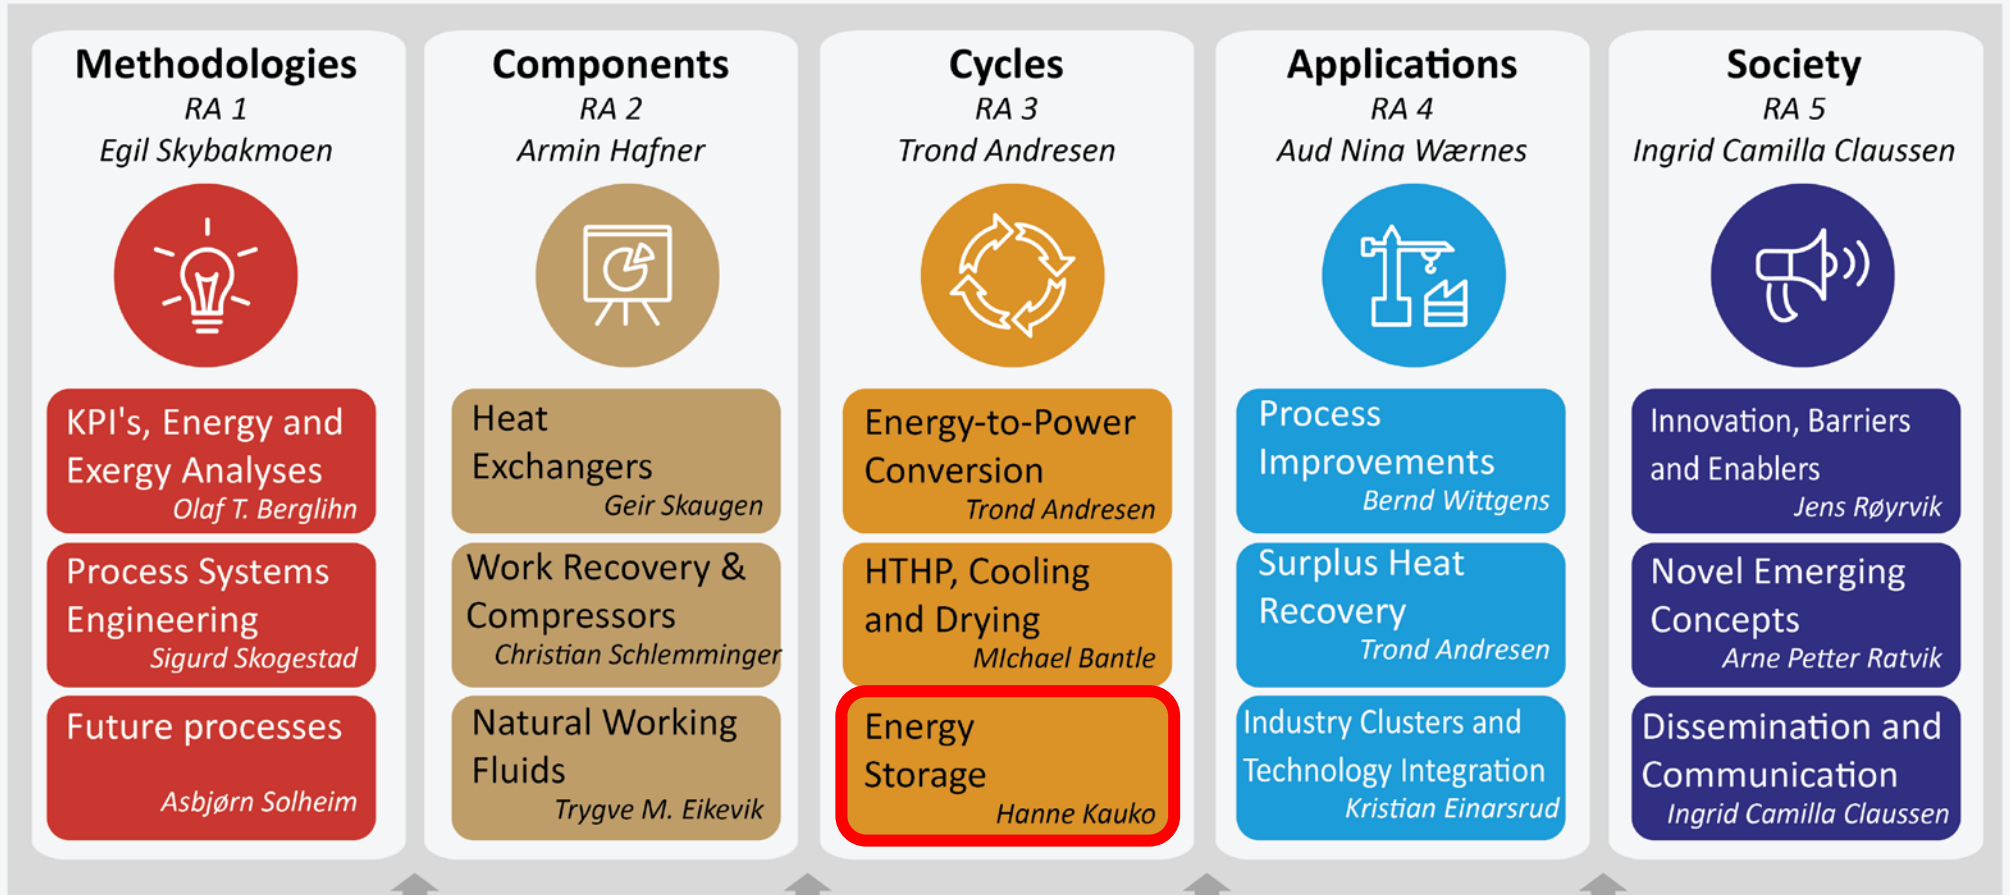 Methodologies
RA 1
Egil Skybakmoen
KPI's, Energy and
Exergy Analyses
Olaf T. Berglihn
Process Systems
Engineering
Sigurd Skogestad
Future processes
Asbjørn Solheim
Components
RA 2
Armin Hafner
Heat
Exchangers
Geir Skaugen
Work Recovery &
Compressors
Christian Schlemminger
Natural Working
Fluids
Trygve M. Eikevik
Cycles
RA 3
Trond Andresen
Energy-to-Power
Conversion
Trond Andresen
HTHP, Cooling
and Drying
MIchael Bantle
Energy
Storage
Hanne Kauko
Applications
RA 4
Aud Nina Wærnes
Process
Improvements
Bernd Wittgens
Surplus Heat
Recovery
Trond Andresen
Industry Clusters and
Technology Integration
Kristian Einarsrud
Society
RA 5
Ingrid Camilla Claussen
Innovation, Barriers
and Enablers
Jens Røyrvik
Novel Emerging
Concepts
Arne Petter Ratvik
Dissemination and
Communication
Ingrid Camilla Claussen